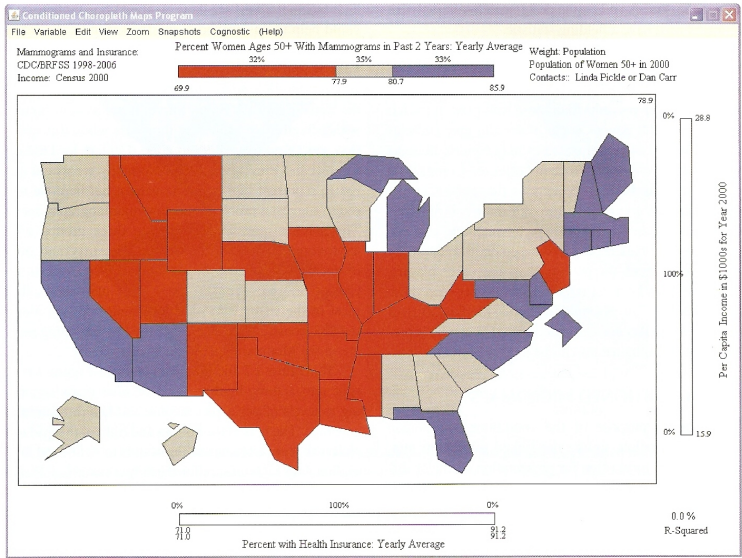 Conditioned Choropleth Maps Program
File Variable Edit View Zoom Snapshots Cognostic (Help)
Mammograms and Insurance:
CDC/BRFSS 1998-2006
Income: Census 2000
Percent Women Ages 50+ With Mammograms in Past 2 Years: Yearly Average
32% 35% 33%
69.9 77.9 80.7 85.9
Weight: Population
Population of Women 50+ in 2000
Contacts:: Linda Pickle or Dan Carr
78.9
0% 28.8
100%
0% 15.9
Per Capita Income in $1000s for Year 2000
0% 100% 0%
71.0 91.2
71.0 91.2
Percent with Health Insurance: Yearly Average
0.0 %
R-Squared